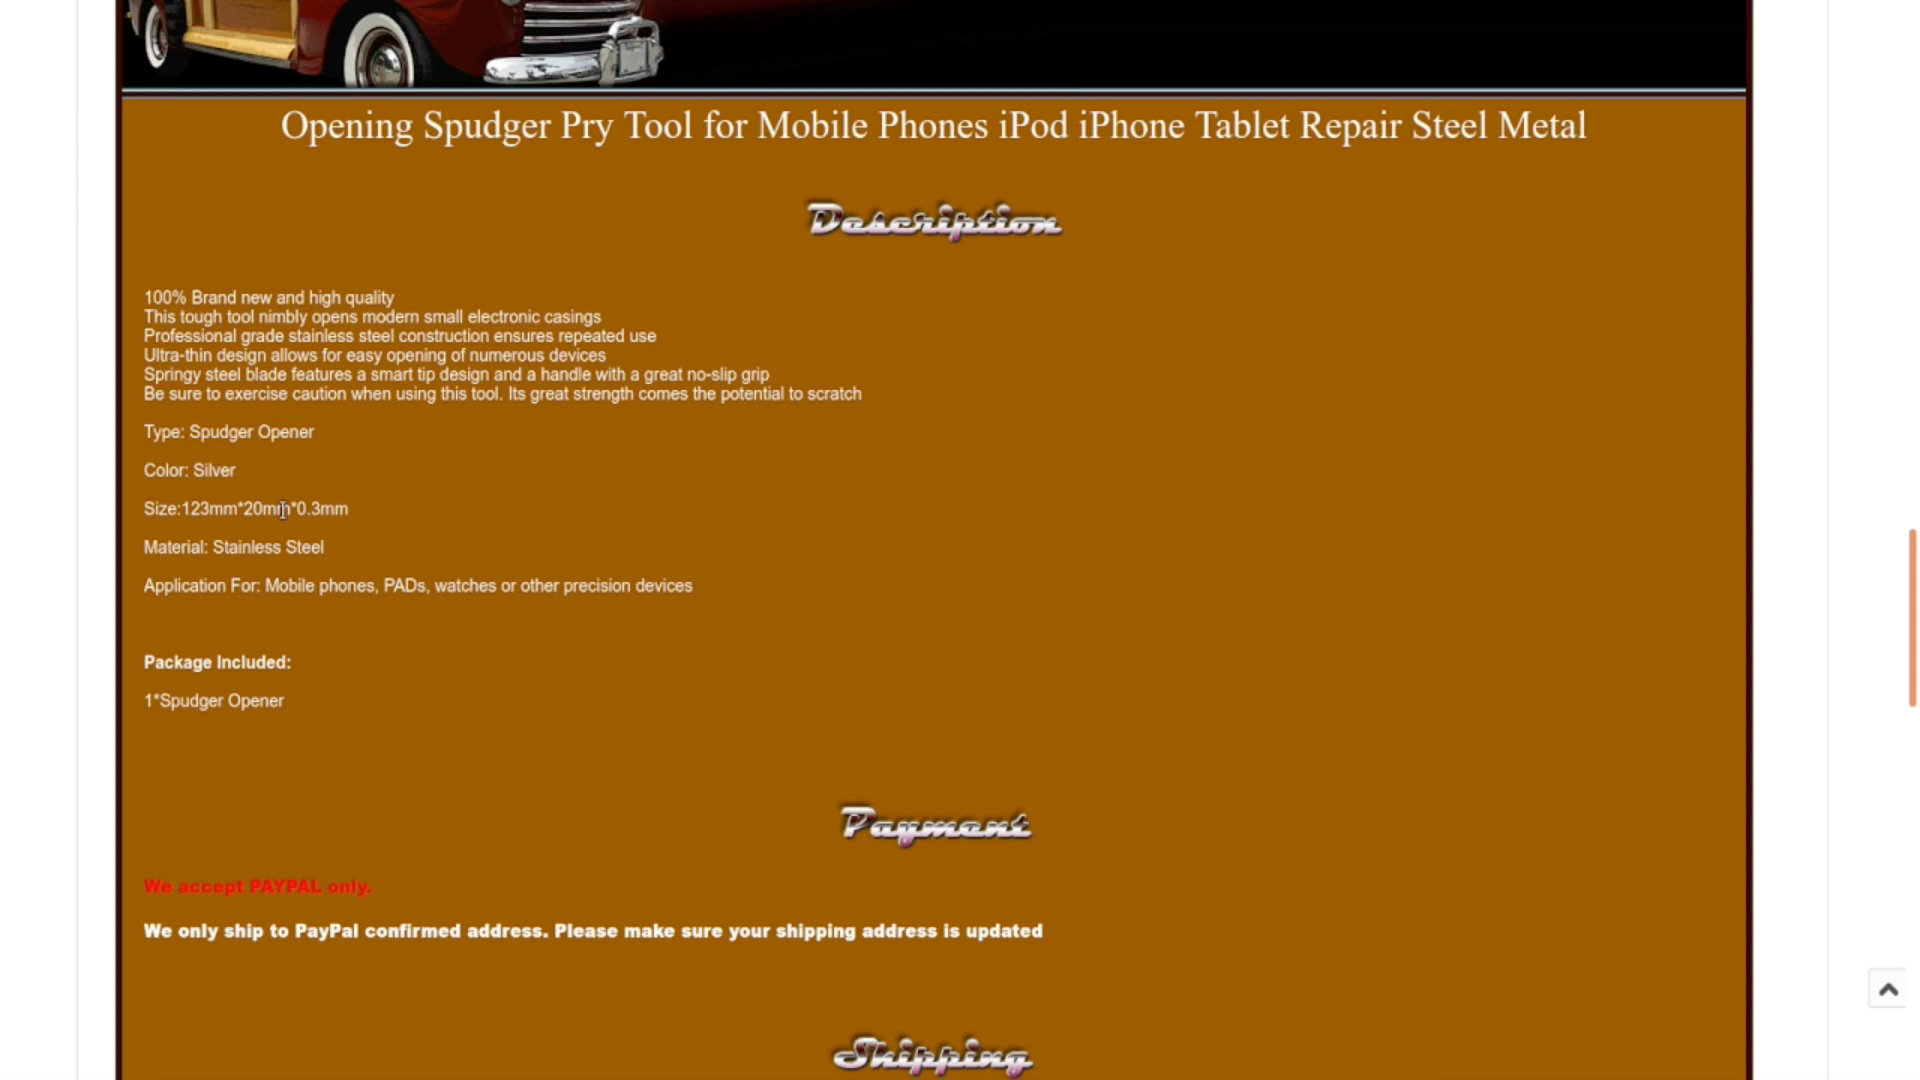 Opening Spudger Pry Tool for Mobile Phones iPod iPhone Tablet Repair Steel Metal
Description
100% Brand new and high quality
This tough tool nimbly opens modern small electronic casings
Professional grade stainless steel construction ensures repeated use
Ultra-thin design allows for easy opening of numerous devices
Springy steel blade features a smart tip design and a handle with a great no-slip grip
Be sure to exercise caution when using this tool. Its great strength comes the potential to scratch
Type: Spudger Opener
Color: Silver
Size:123mm*20mm*0.3mm
Material: Stainless Steel
Application For: Mobile phones, PADs, watches or other precision devices
Package Included:
1*Spudger Opener
Payment
We accept PAYPAL only.
We only ship to PayPal confirmed address. Please make sure your shipping address is updated
Shipping